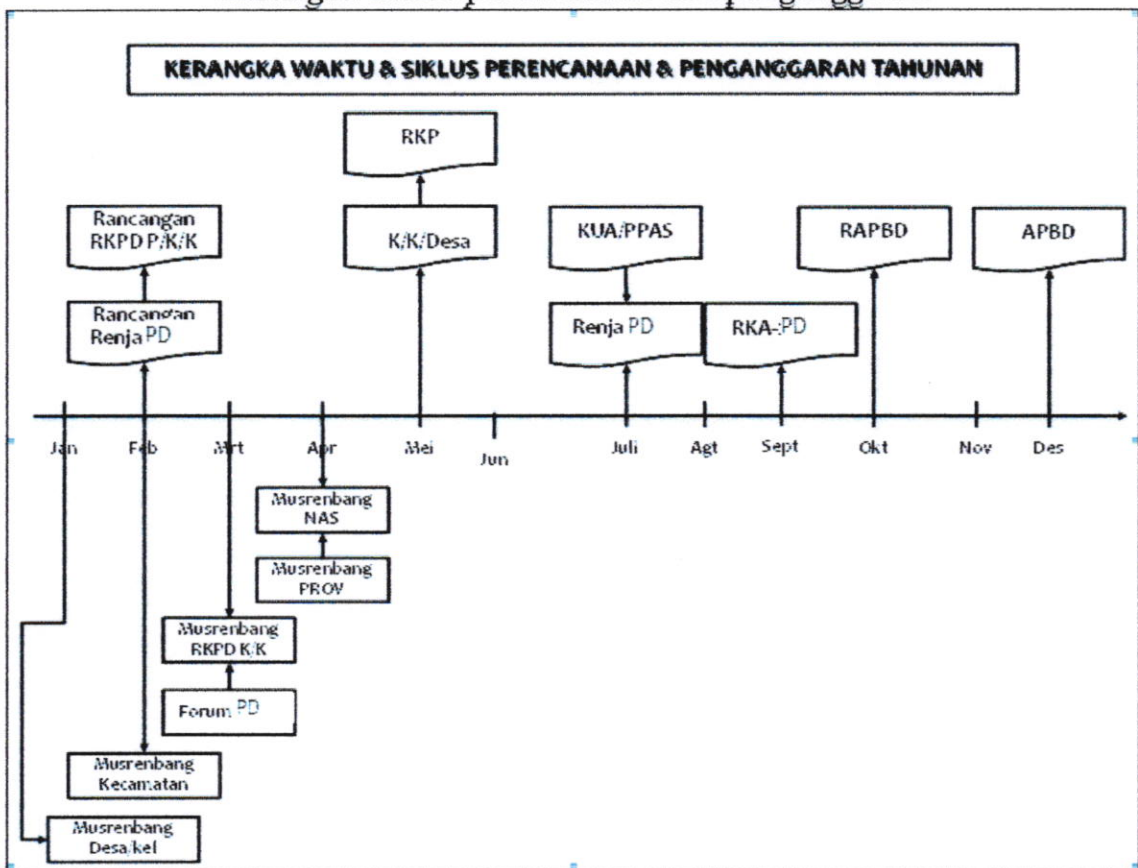 KERANGKA WAKTU & SIKLUS PERENCANAAN & PENGANGGARAN TAHUNAN
RKP
Rancangan
RKPD P/K/K
K/K/Desa
KUA/PPAS
RAPBD
APBD
Rancangan
Renja PD
Renja PD
RKA-:PD
Jan
Feb
Mrt
Apr
Mei
Jun
Juli
Agt
Sept
Okt
Nov
Des
Musrenbang
NAS
Musrenbang
PROV
Musrenbang
RKPD K/K
Forum PD
Musrenbang
Kecamatan
Musrenbang
Desa/kel